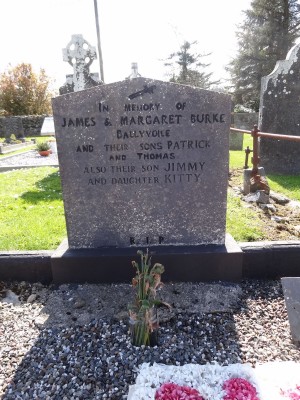 IN MEMORY OF
JAMES & MARGARET BURKE
BALLYVOILE
AND THEIR SONS PATRICK
AND THOMAS
ALSO THEIR SON JIMMY
AND DAUGHTER KITTY
R.I.P.